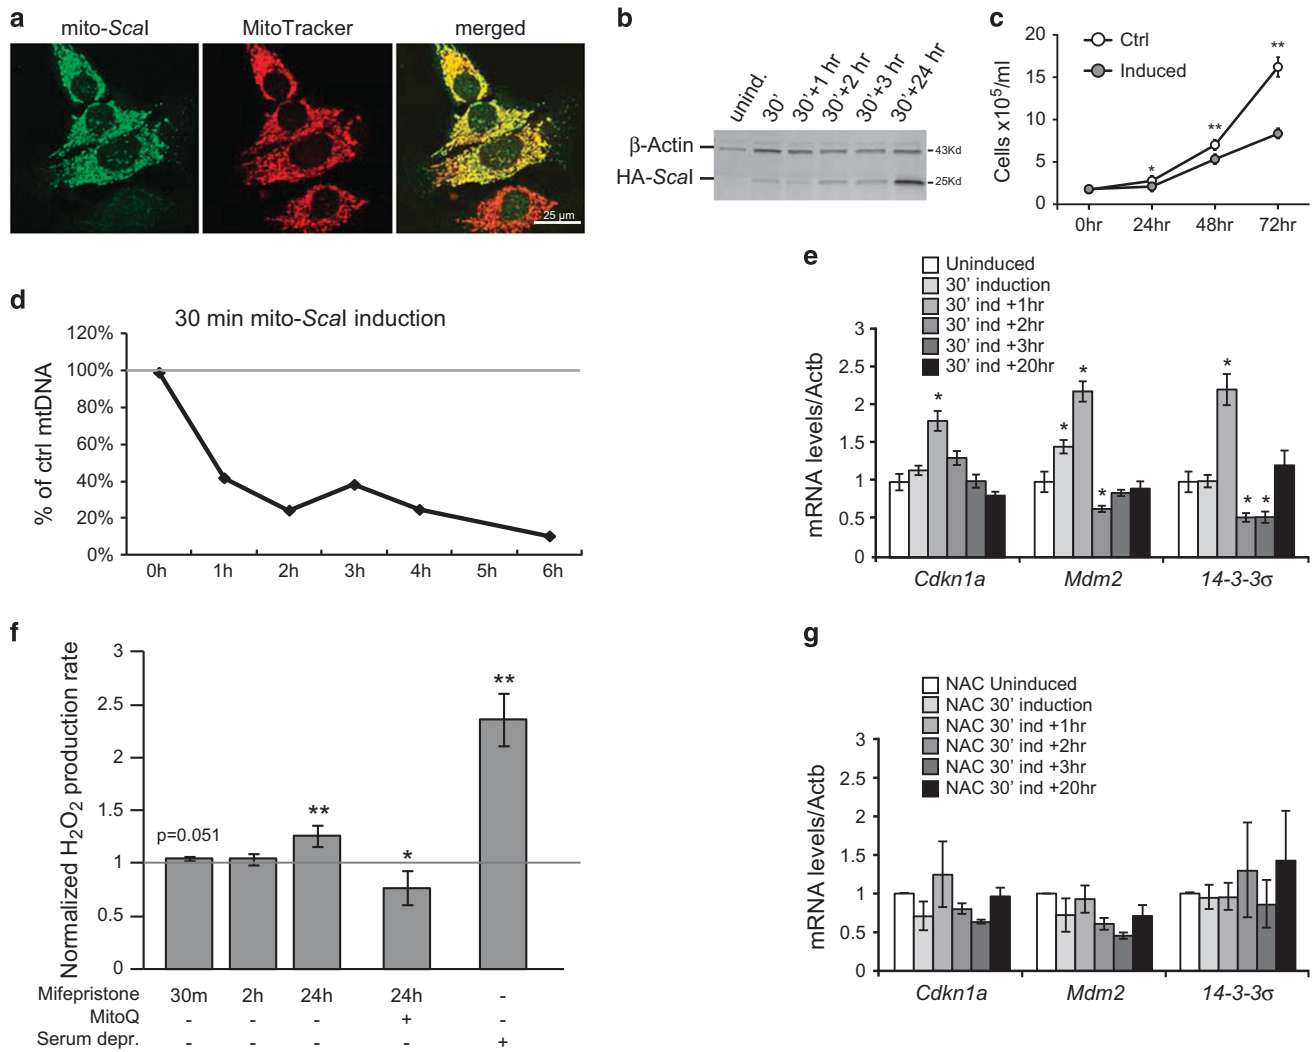 a
mito-ScaI
MitoTracker
merged
25 µm
b
unind.
30’
30’+1 hr
30’+2 hr
30’+3 hr
30’+24 hr
β-Actin
HA-ScaI
43Kd
25Kd
c
Cells x10⁵/ml
20
15
10
5
0
Ctrl
Induced
*
**
**
0hr
24hr
48hr
72hr
d
30 min mito-ScaI induction
% of ctrl mtDNA
120%
100%
80%
60%
40%
20%
0%
0h
1h
2h
3h
4h
5h
6h
e
Uninduced
30’ induction
30’ ind +1hr
30’ ind +2hr
30’ ind +3hr
30’ ind +20hr
mRNA levels/Actb
3
2.5
2
1.5
1
0.5
0
*
*
*
*
*
*
*
Cdkn1a
Mdm2
14-3-3σ
f
Normalized H₂O₂ production rate
3
2.5
2
1.5
1
0.5
0
p=0.051
**
*
**
Mifepristone 30m 2h 24h 24h -
MitoQ - - - + -
Serum depr. - - - - +
g
NAC Uninduced
NAC 30’ induction
NAC 30’ ind +1hr
NAC 30’ ind +2hr
NAC 30’ ind +3hr
NAC 30’ ind +20hr
mRNA levels/Actb
3
2.5
2
1.5
1
0.5
0
Cdkn1a
Mdm2
14-3-3σ